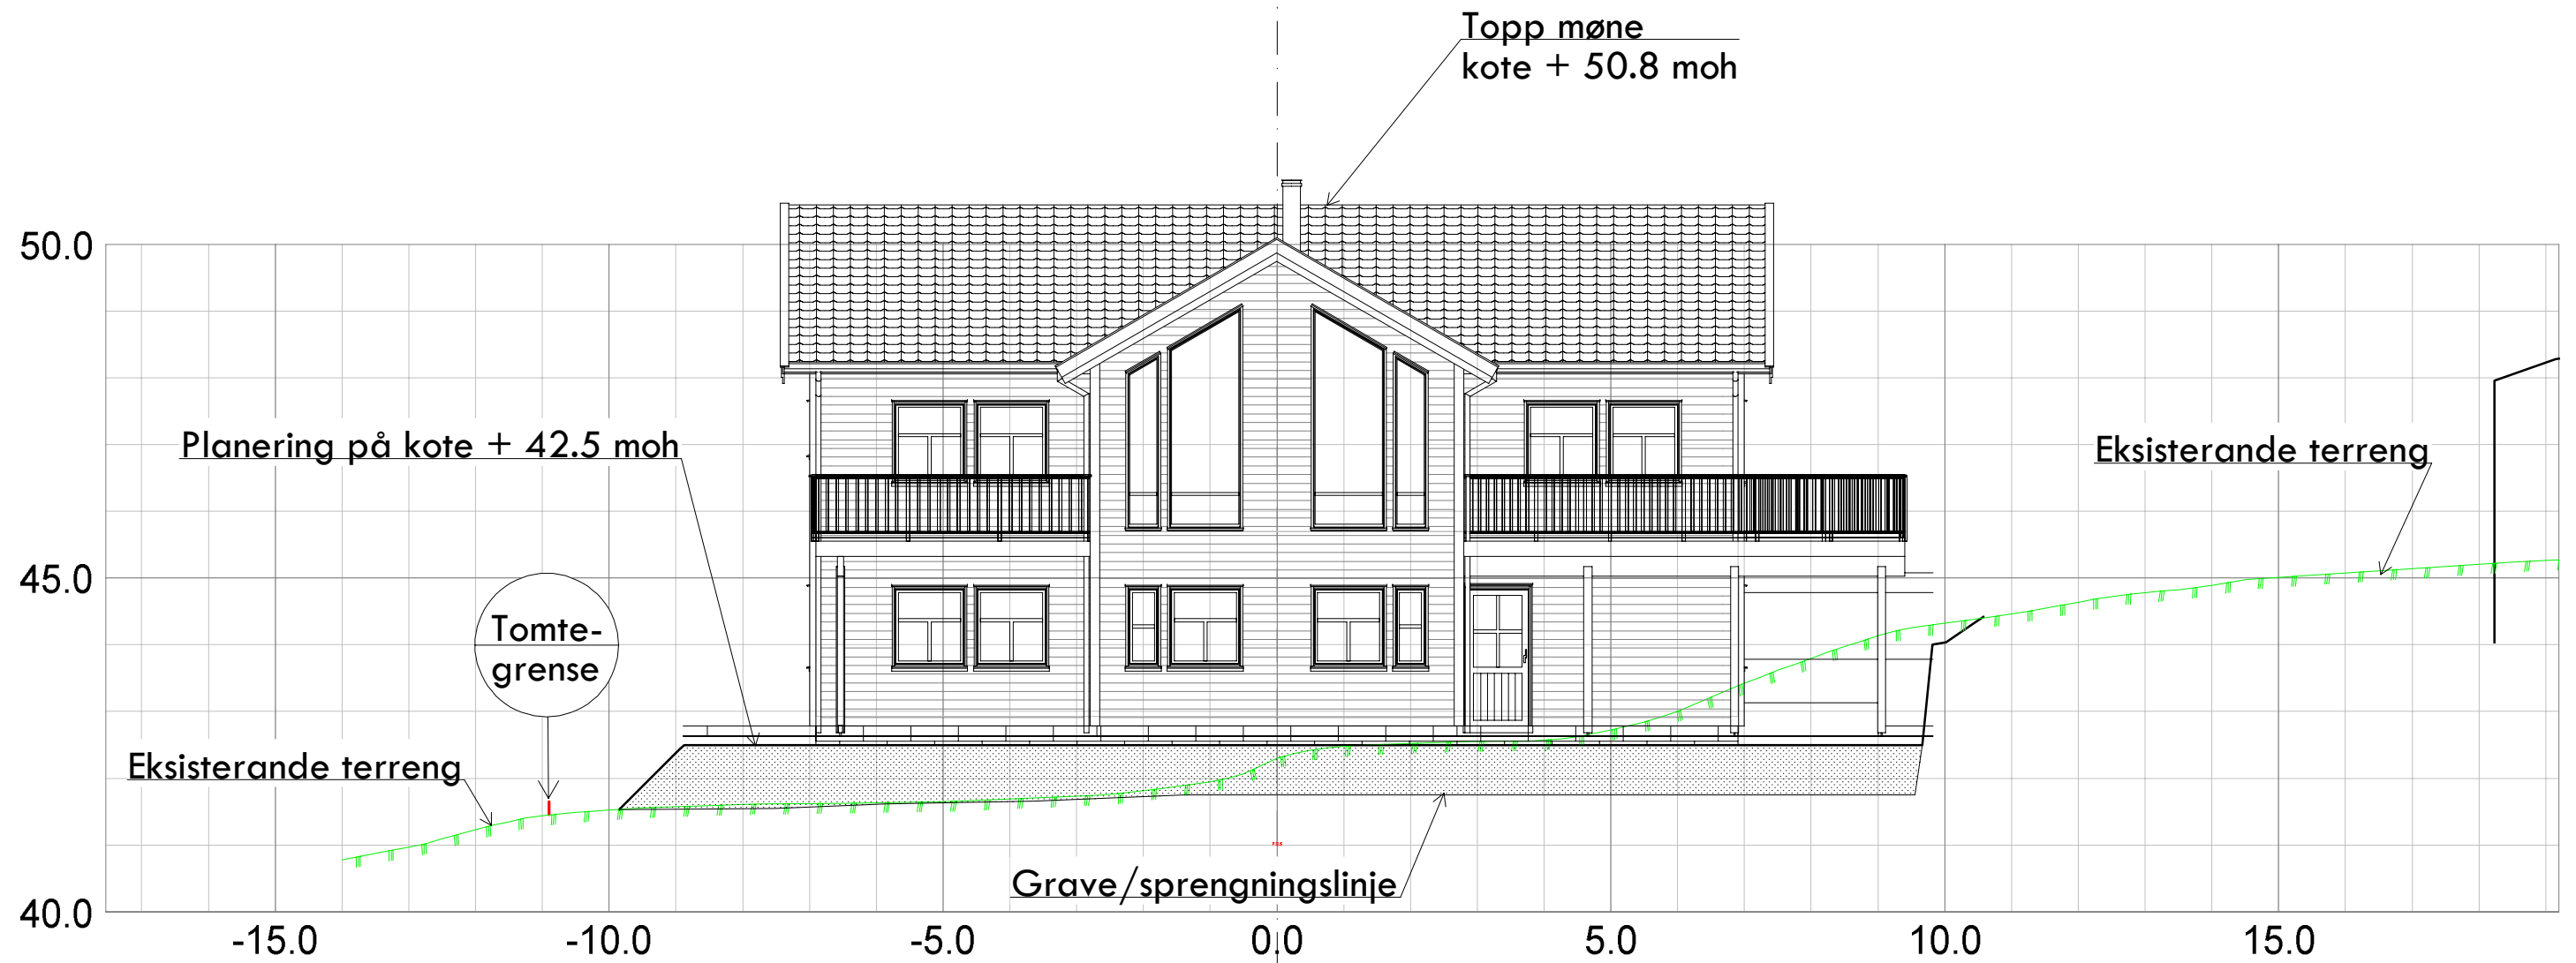 Topp møne
kote + 50.8 moh
50.0
Planering på kote + 42.5 moh
Eksisterande terreng
45.0
Tomte-
grense
Eksisterande terreng
Grave/sprengningslinje
40.0
-15.0
-10.0
-5.0
0.0
5.0
10.0
15.0